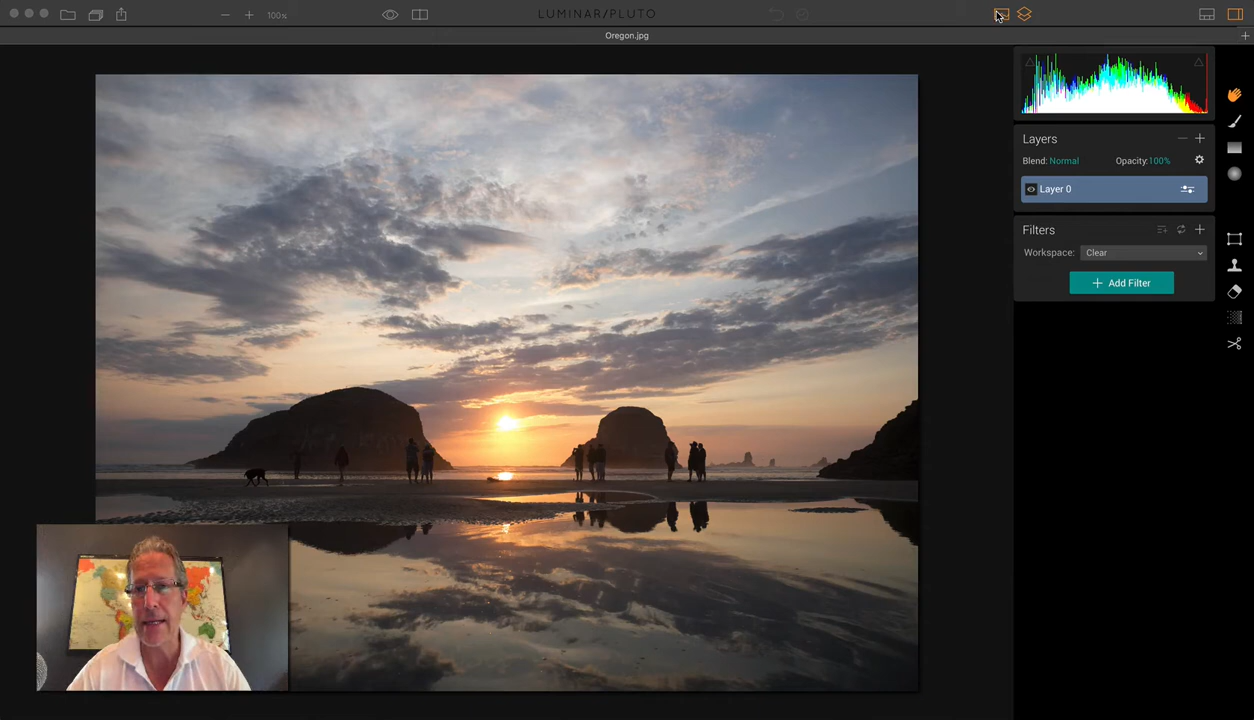 100%
LUMINAR/PLUTO
Oregon.jpg
Layers
Blend: Normal
Opacity:100%
Layer 0
Filters
Workspace: Clear
+ Add Filter